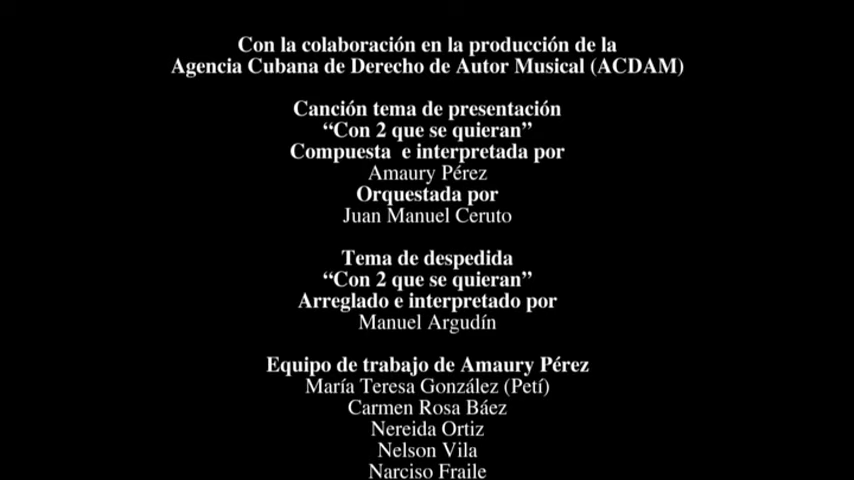 Con la colaboración en la producción de la
Agencia Cubana de Derecho de Autor Musical (ACDAM)
Canción tema de presentación
“Con 2 que se quieran”
Compuesta  e interpretada por
Amaury Pérez
Orquestada por
Juan Manuel Ceruto
Tema de despedida
“Con 2 que se quieran”
Arreglado e interpretado por
Manuel Argudín
Equipo de trabajo de Amaury Pérez
María Teresa González (Petí)
Carmen Rosa Báez
Nereida Ortiz
Nelson Vila
Narciso Fraile